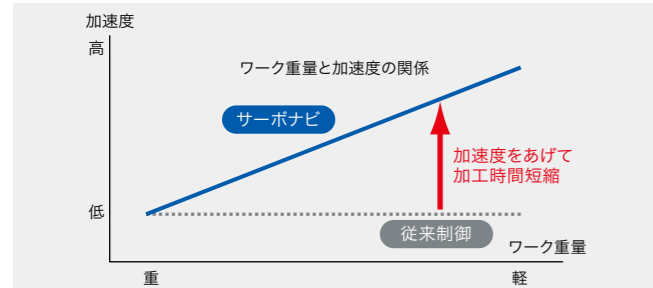 加速度
高
ワーク重量と加速度の関係
サーボナビ
加速度をあげて
加工時間短縮
低
従来制御
ワーク重量
重
軽